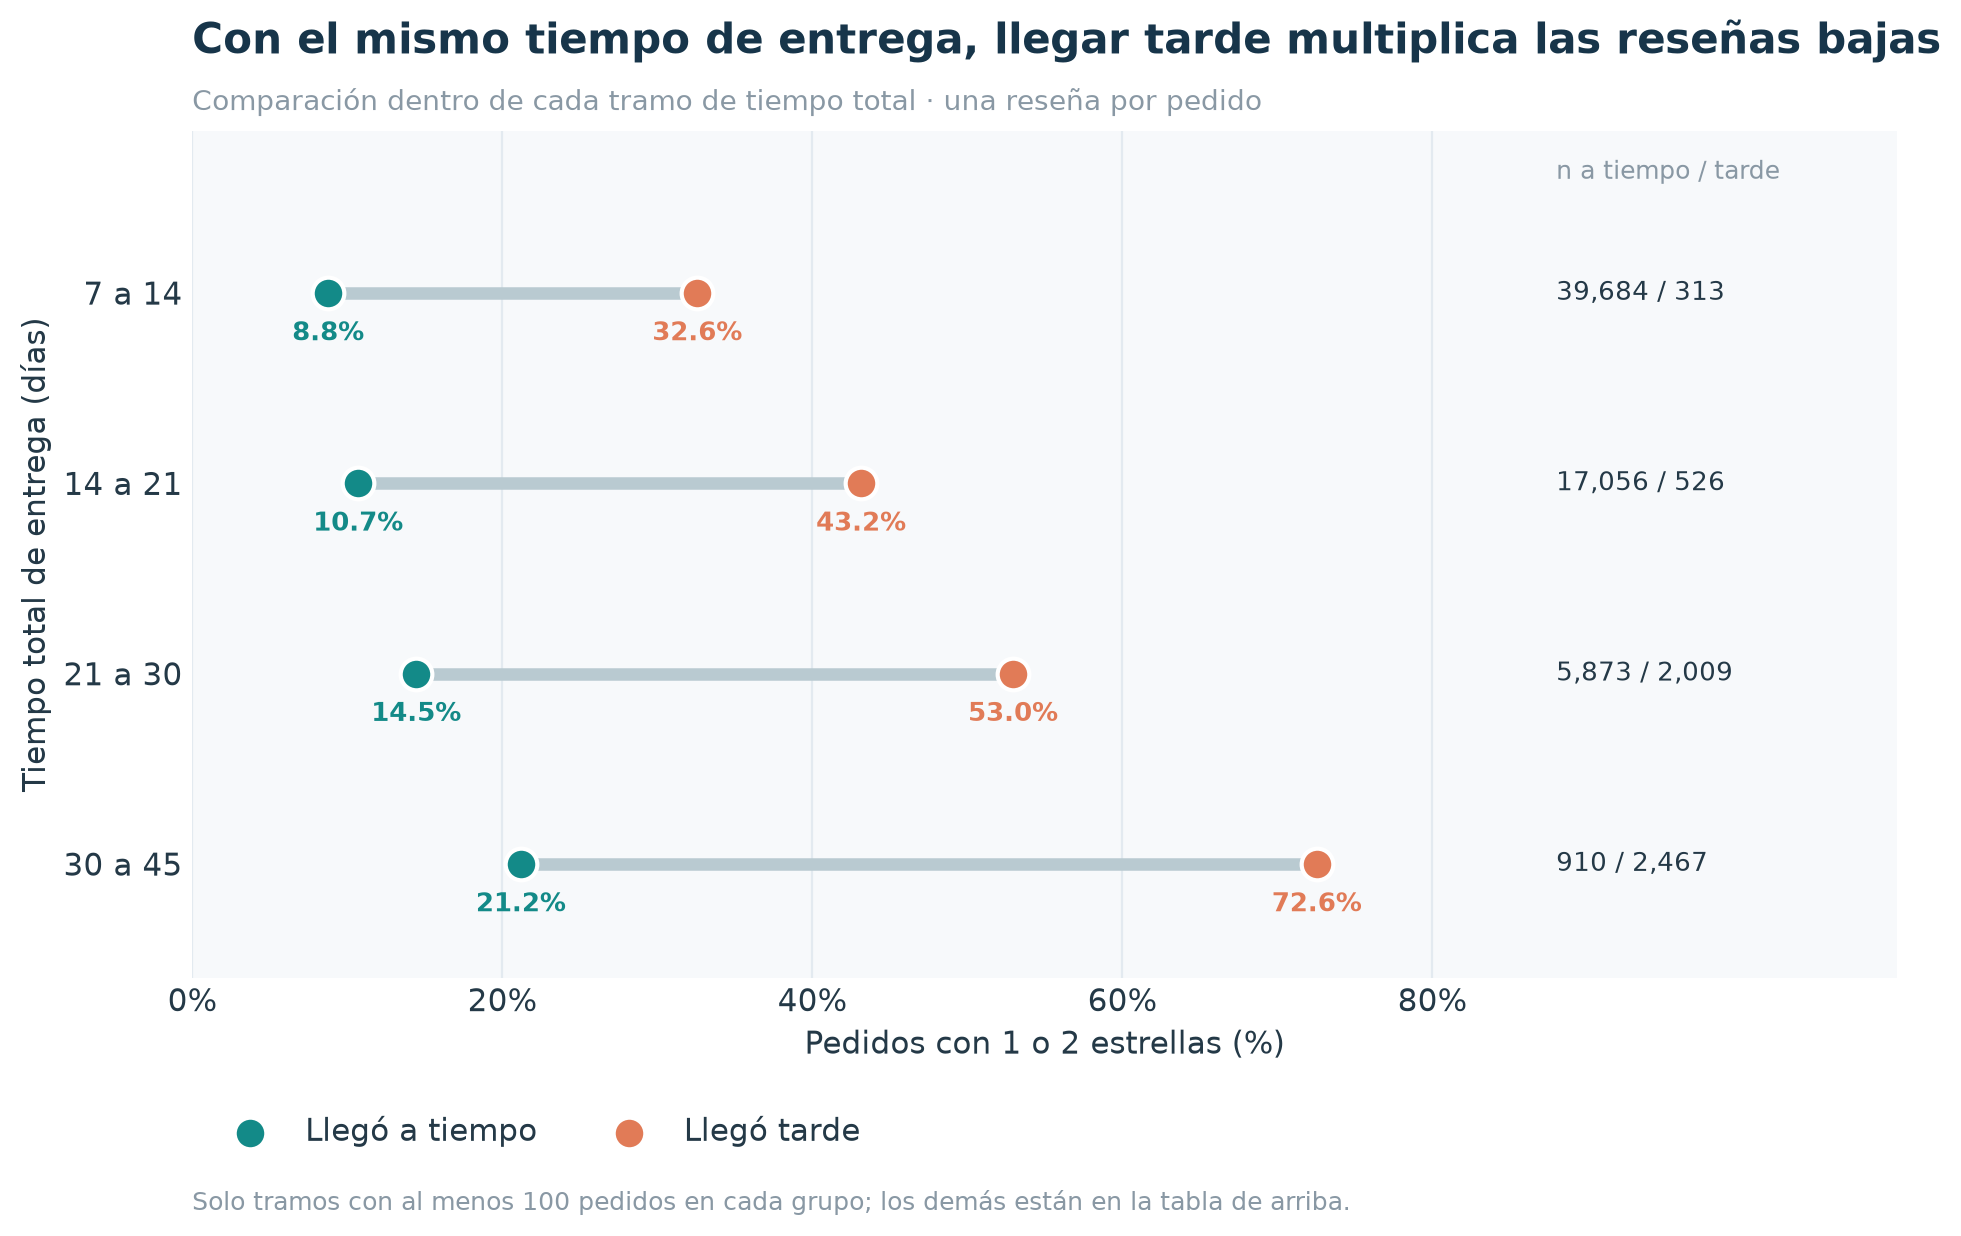 Con el mismo tiempo de entrega, llegar tarde multiplica las reseñas bajas
Comparación dentro de cada tramo de tiempo total · una reseña por pedido
n a tiempo / tarde
Tiempo total de entrega (días)
7 a 14
8.8%
32.6%
39,684 / 313
14 a 21
10.7%
43.2%
17,056 / 526
21 a 30
14.5%
53.0%
5,873 / 2,009
30 a 45
21.2%
72.6%
910 / 2,467
0%
20%
40%
60%
80%
Pedidos con 1 o 2 estrellas (%)
Llegó a tiempo
Llegó tarde
Solo tramos con al menos 100 pedidos en cada grupo; los demás están en la tabla de arriba.